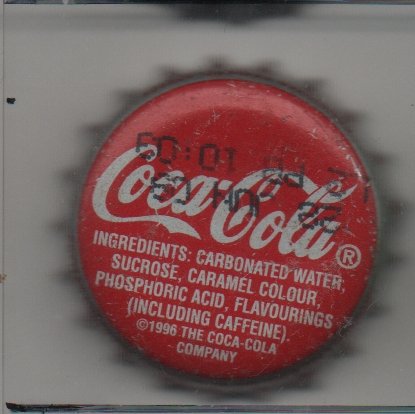 Coca-Cola®
INGREDIENTS: CARBONATED WATER,
SUCROSE, CARAMEL COLOUR,
PHOSPHORIC ACID, FLAVOURINGS
(INCLUDING CAFFEINE).
©1996 THE COCA-COLA
COMPANY